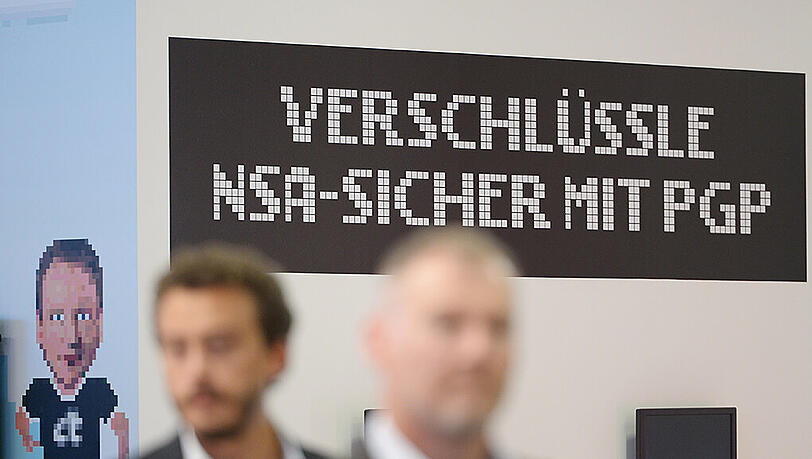 VERSCHLÜSSLE
NSA-SICHER MIT PGP
c't